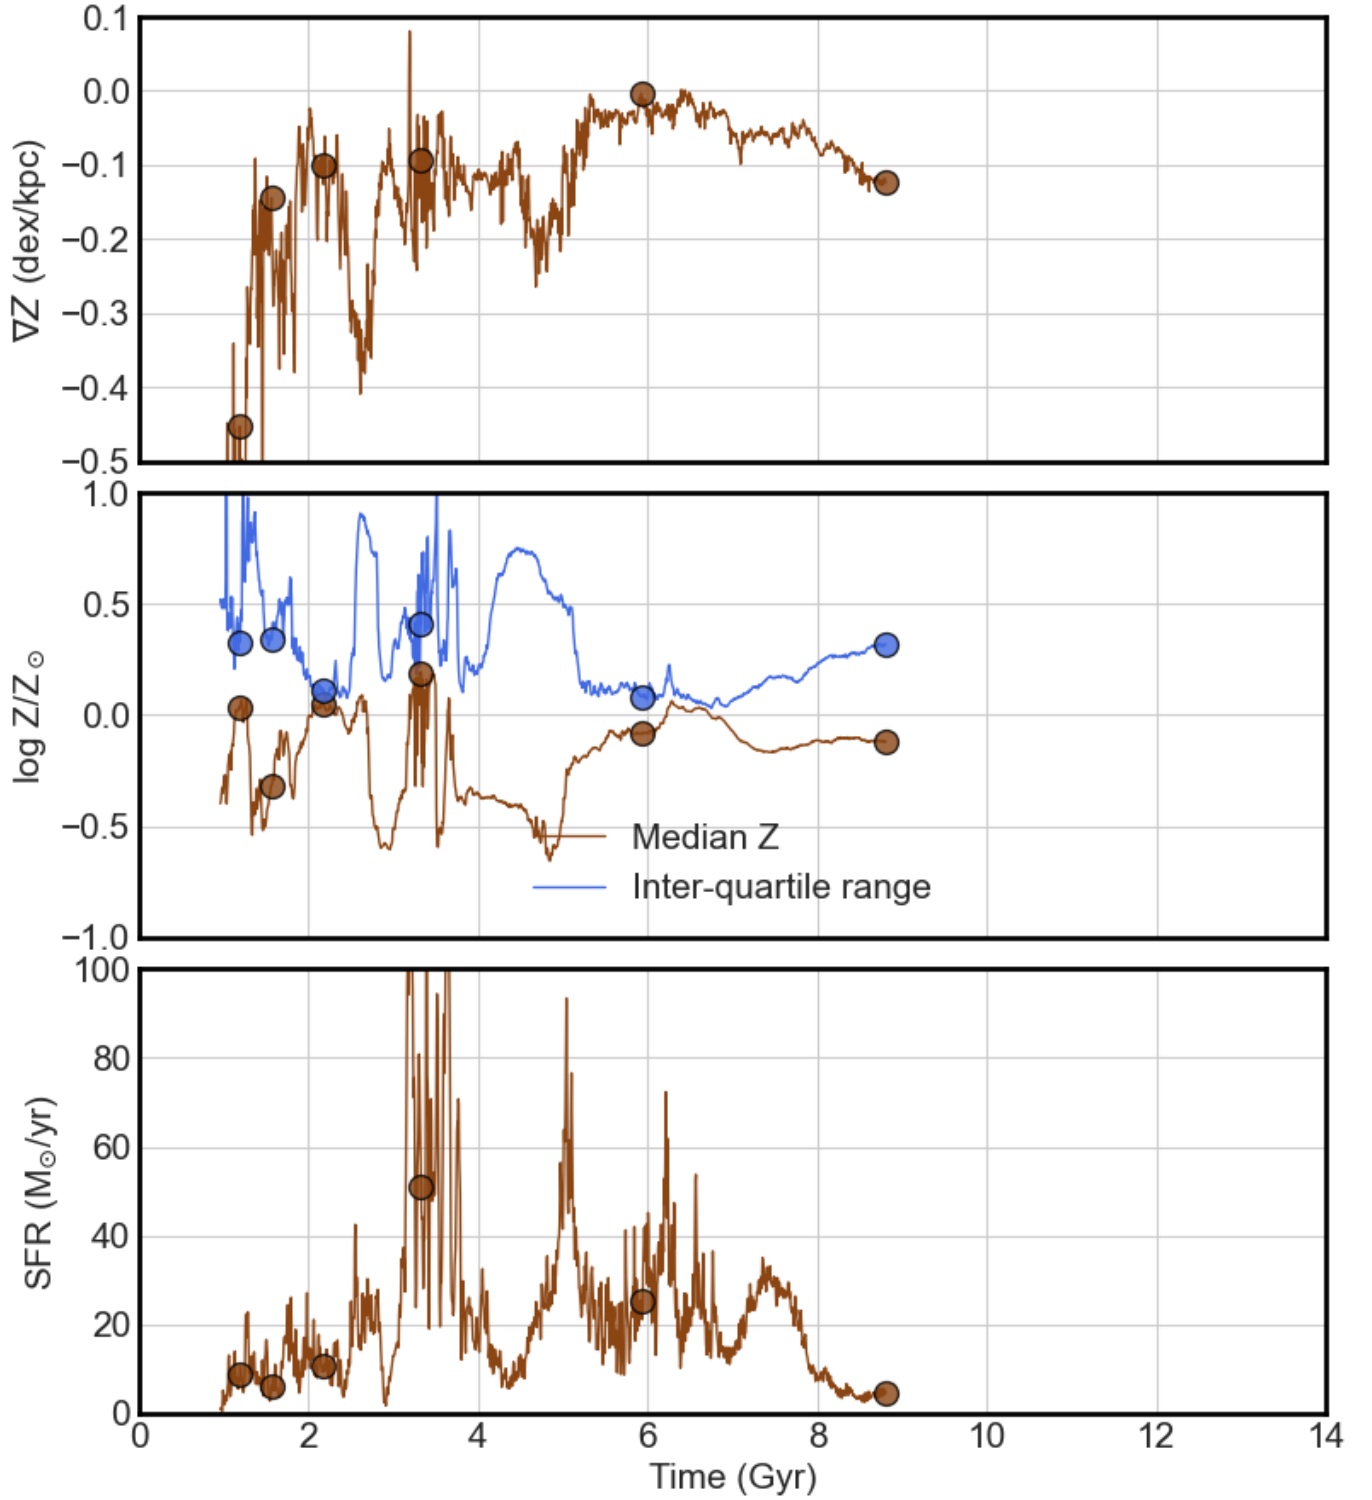 0.1
0.0
−0.1
−0.2
−0.3
−0.4
−0.5
∇Z (dex/kpc)
1.0
0.5
0.0
−0.5
−1.0
log Z/Z⊙
Median Z
Inter-quartile range
100
80
60
40
20
0
SFR (M⊙/yr)
0 2 4 6 8 10 12 14
Time (Gyr)